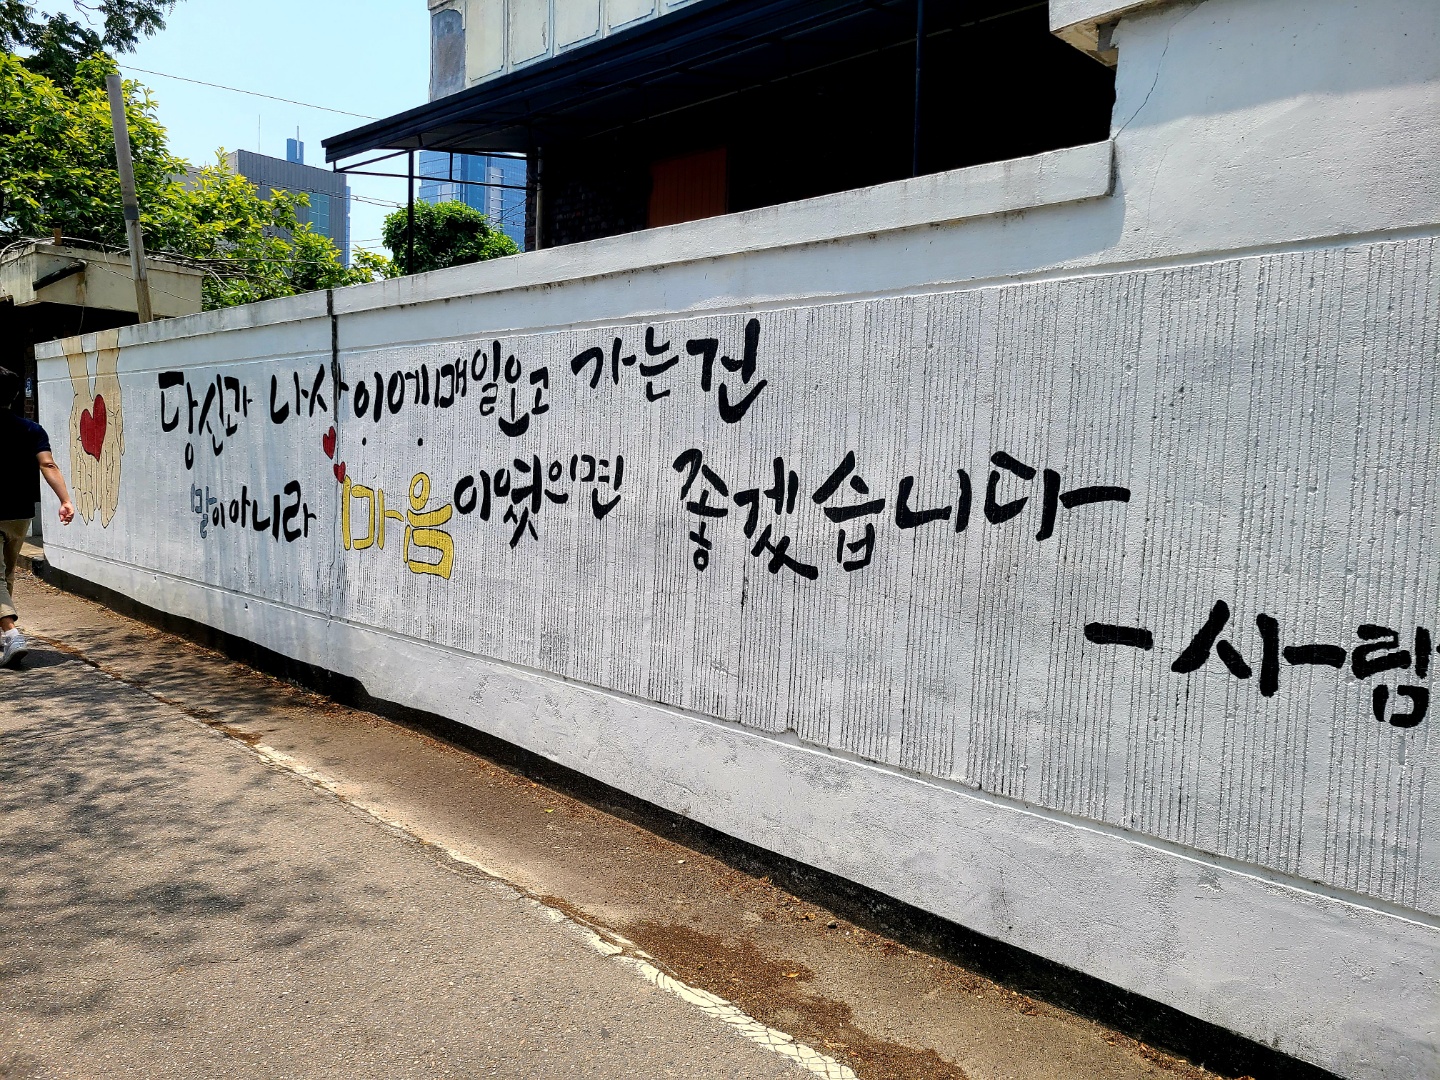 당신과 나 사이에 매일 오고 가는 건
말이 아니라 마음이었으면 좋겠습니다
-사람